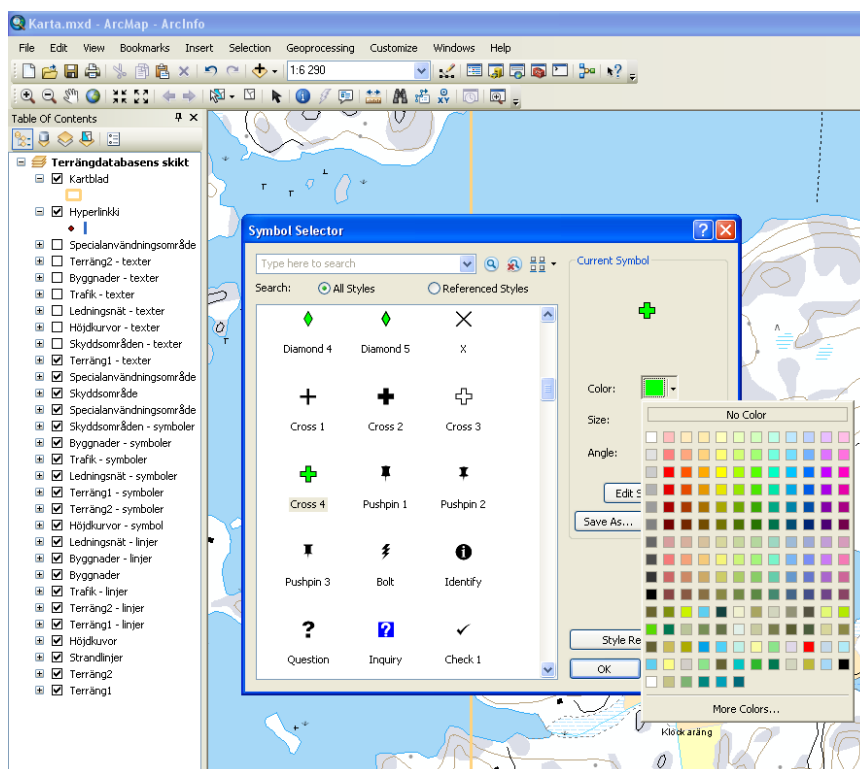 Karta.mxd - ArcMap - ArcInfo
File Edit View Bookmarks Insert Selection Geoprocessing Customize Windows Help
1:6 290
Table Of Contents
Terrängdatabasens skikt
Kartblad
Hyperlinkki
Specialanvändningsområde
Terräng2 - texter
Byggnader - texter
Trafik - texter
Ledningsnät - texter
Höjdkurvor - texter
Skyddsområden - texter
Terräng1 - texter
Specialanvändningsområde
Skyddsområde
Specialanvändningsområde
Skyddsområden - symboler
Byggnader - symboler
Trafik - symboler
Ledningsnät - symboler
Terräng1 - symboler
Terräng2 - symboler
Höjdkurvor - symbol
Ledningsnät - linjer
Byggnader - linjer
Byggnader
Trafik - linjer
Terräng2 - linjer
Terräng1 - linjer
Höjdkuvor
Strandlinjer
Terräng2
Terräng1
Symbol Selector
Type here to search
Search: All Styles Referenced Styles
Diamond 4 Diamond 5 X
Cross 1 Cross 2 Cross 3
Cross 4 Pushpin 1 Pushpin 2
Pushpin 3 Bolt Identify
Question Inquiry Check 1
Current Symbol
Color:
Size:
Angle:
Edit S
Save As...
Style Re
OK
No Color
More Colors...
Klockaräng